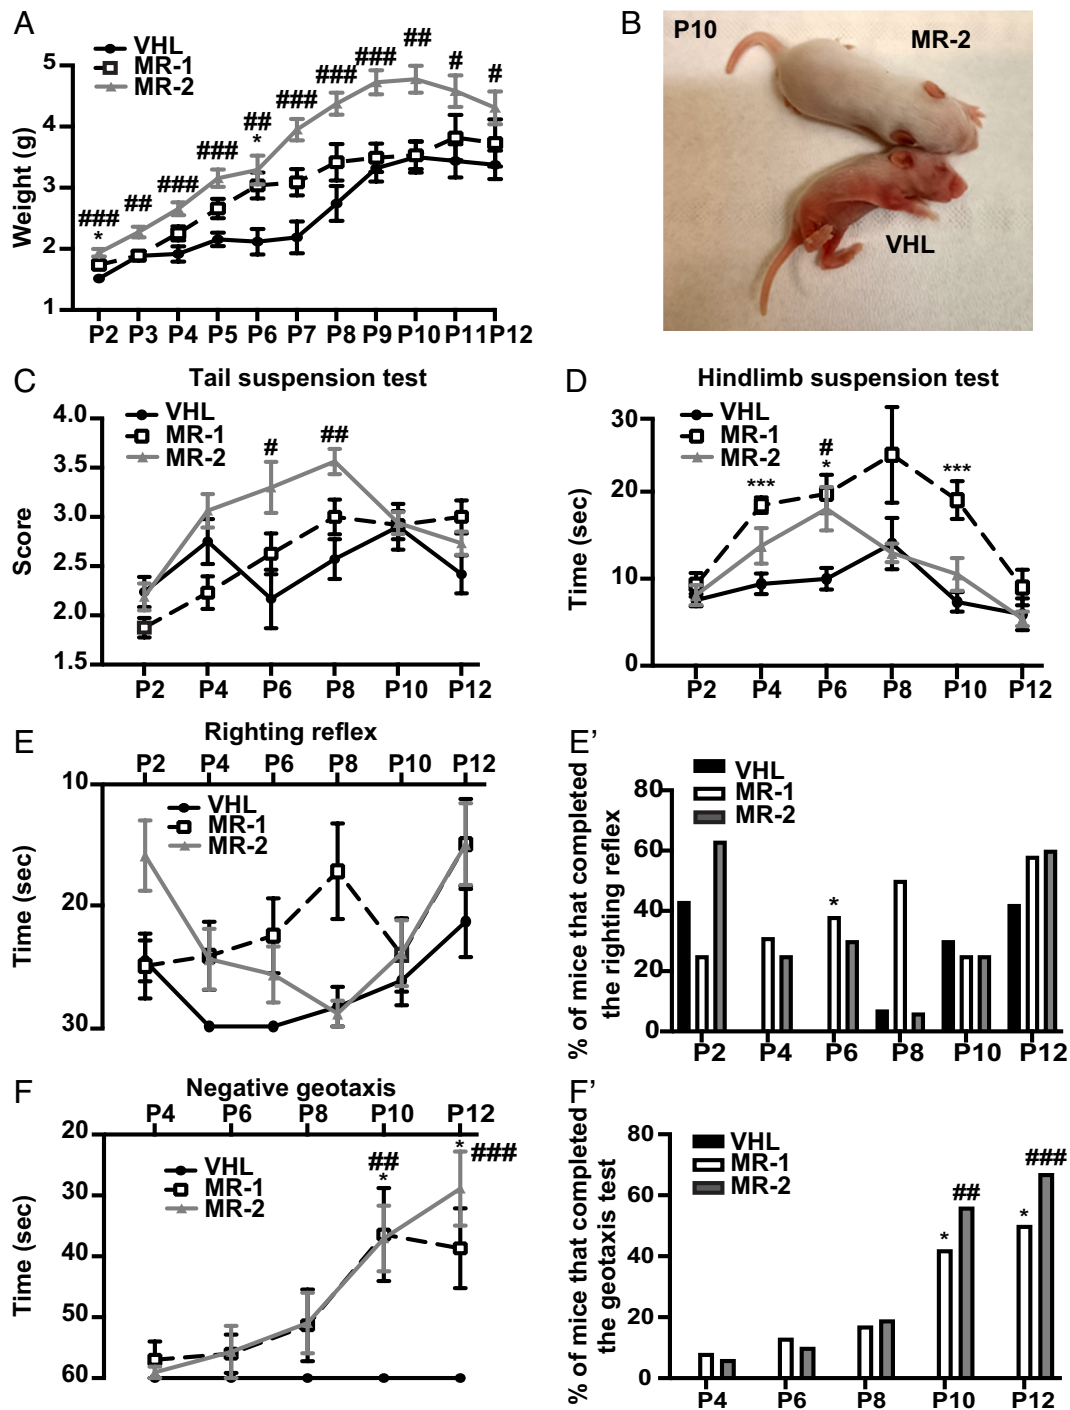 A
VHL
MR-1
MR-2
###
*
##
###
###
##
*
###
###
###
##
#
#
Weight (g)
5
4
3
2
1
P2 P3 P4 P5 P6 P7 P8 P9 P10 P11 P12
B
P10
MR-2
VHL
C
Tail suspension test
VHL
MR-1
MR-2
#
##
Score
4.0
3.5
3.0
2.5
2.0
1.5
P2 P4 P6 P8 P10 P12
D
Hindlimb suspension test
VHL
MR-1
MR-2
***
#
*
***
Time (sec)
30
20
10
0
P2 P4 P6 P8 P10 P12
E
Righting reflex
P2 P4 P6 P8 P10 P12
VHL
MR-1
MR-2
Time (sec)
10
20
30
E'
% of mice that completed
the righting reflex
VHL
MR-1
MR-2
*
80
60
40
20
0
P2 P4 P6 P8 P10 P12
F
Negative geotaxis
P4 P6 P8 P10 P12
VHL
MR-1
MR-2
##
*
* ###
Time (sec)
20
30
40
50
60
F'
% of mice that completed
the geotaxis test
VHL
MR-1
MR-2
*
##
*
###
80
60
40
20
0
P4 P6 P8 P10 P12